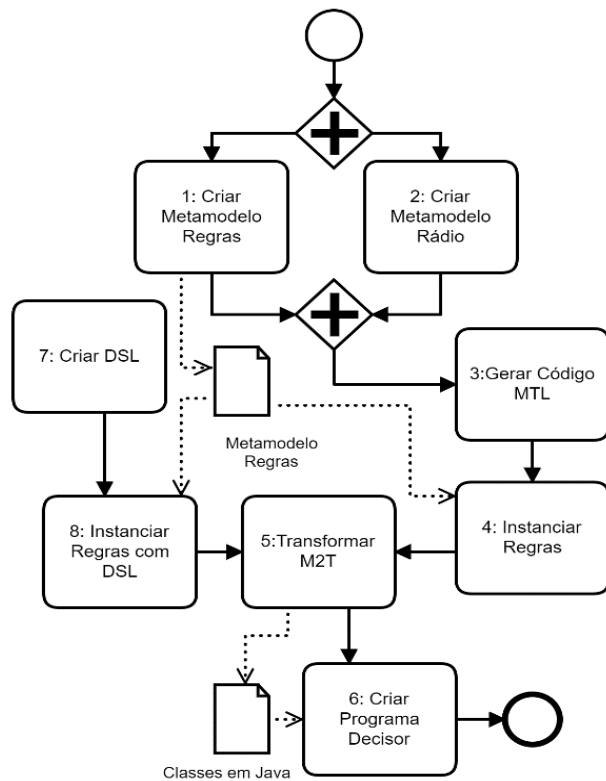 1: Criar
Metamodelo
Regras
2: Criar
Metamodelo
Rádio
7: Criar DSL
3:Gerar Código
MTL
Metamodelo
Regras
8: Instanciar
Regras com
DSL
5:Transformar
M2T
4: Instanciar
Regras
6: Criar
Programa
Decisor
Classes em Java